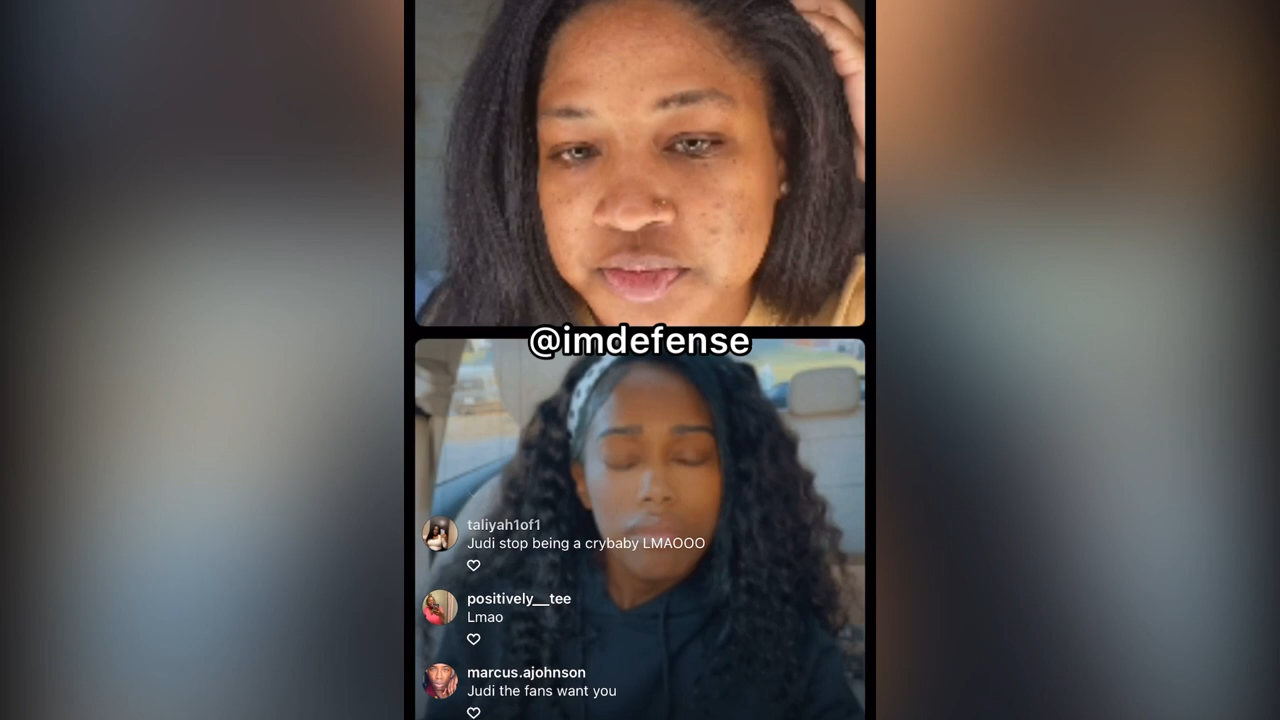 @imdefense
taliyah1of1
Judi stop being a crybaby LMAOOO
positively__tee
Lmao
marcus.ajohnson
Judi the fans want you